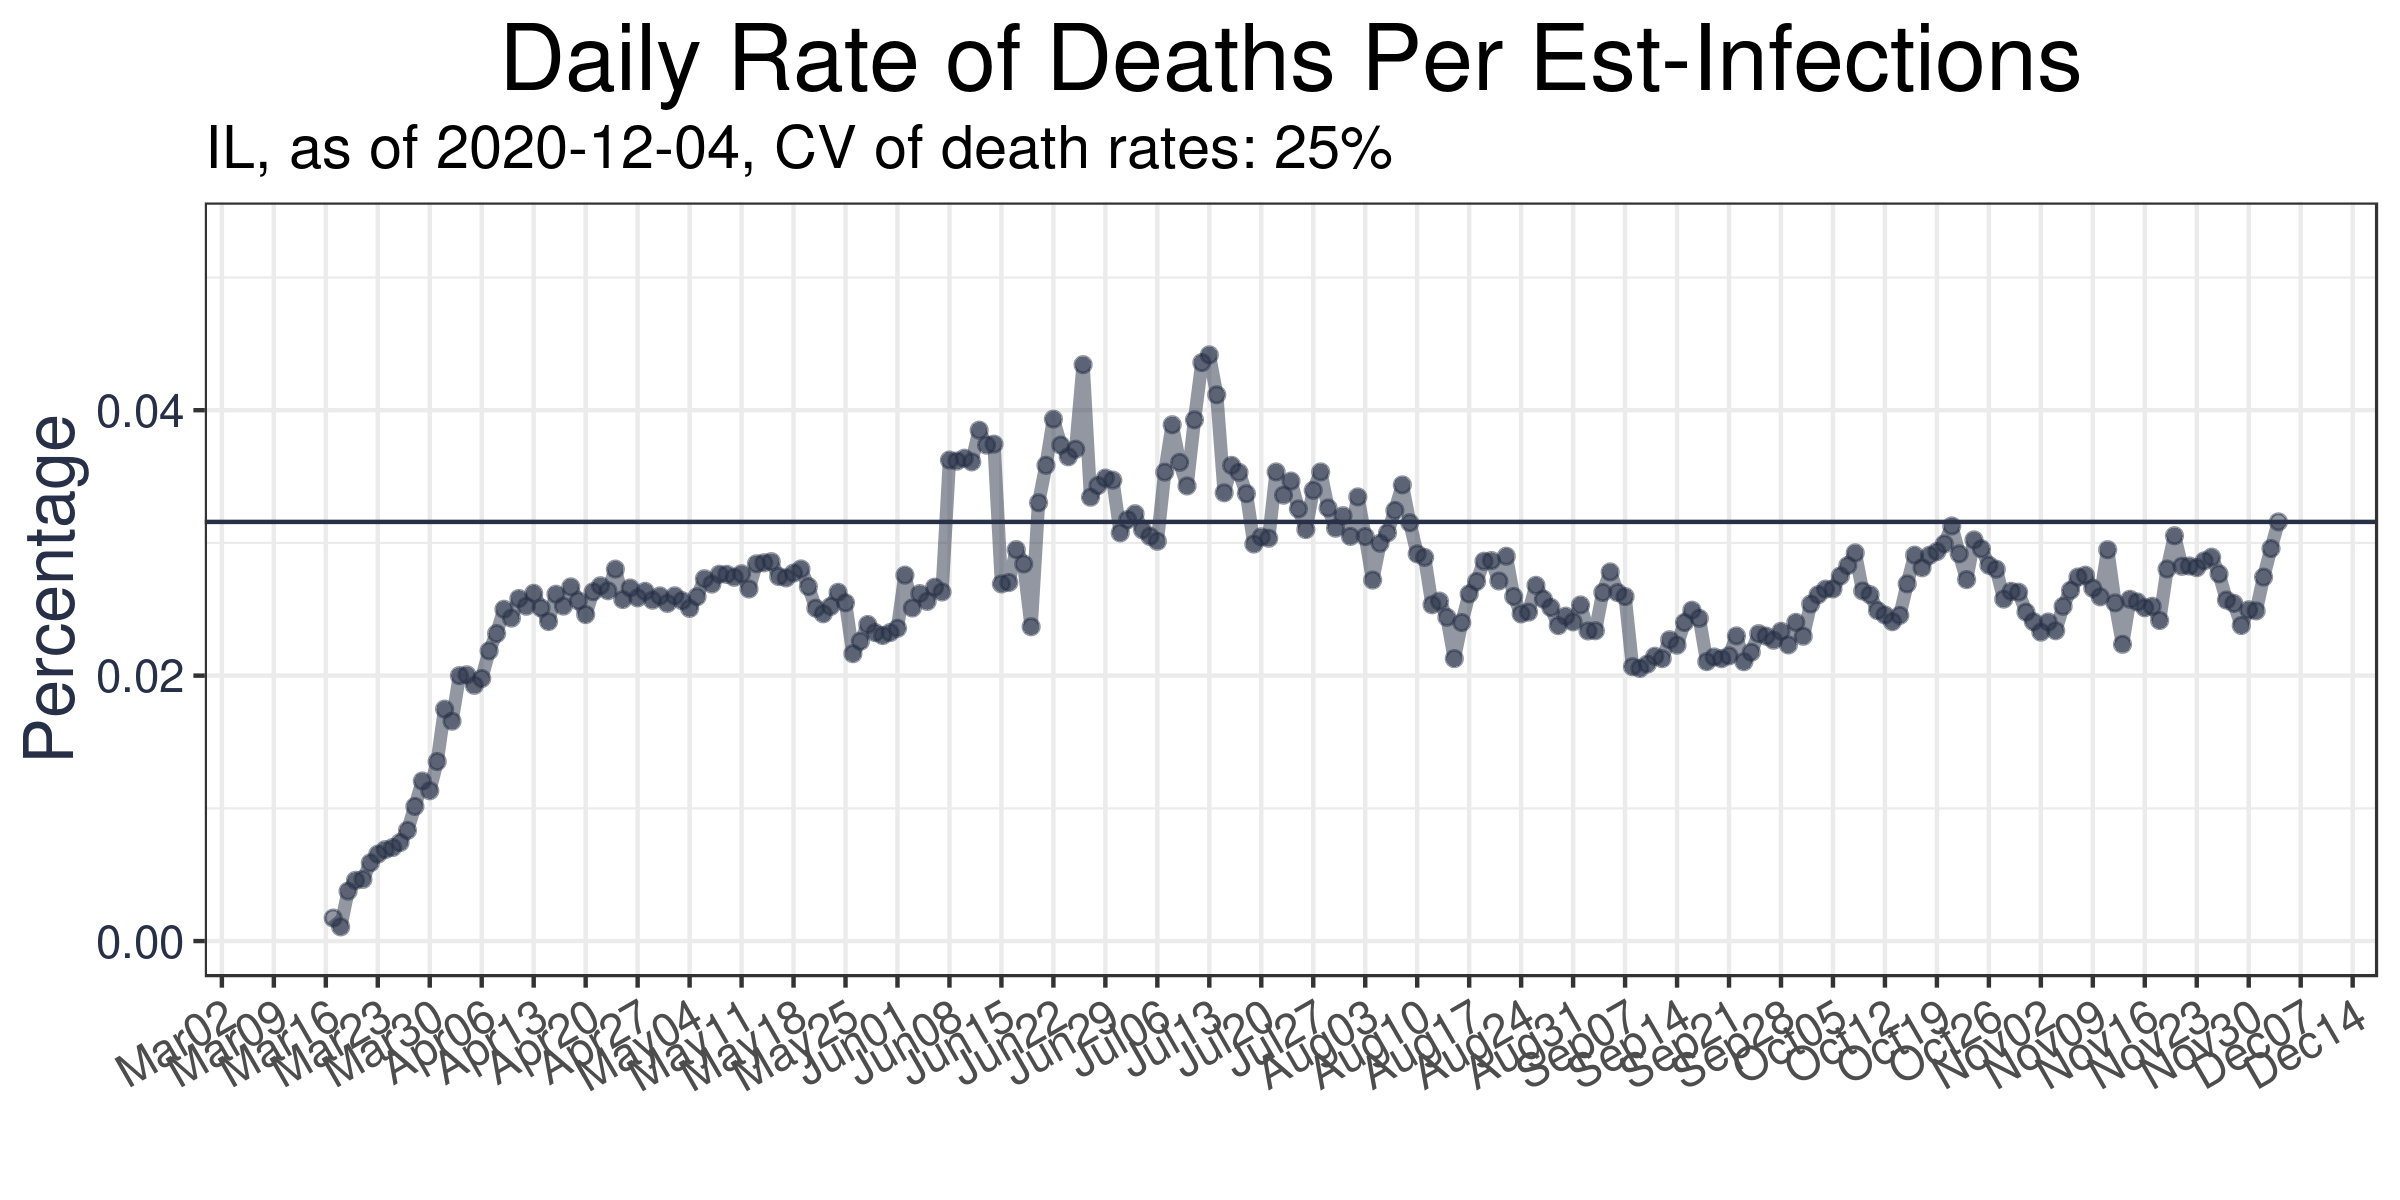 Daily Rate of Deaths Per Est-Infections
IL, as of 2020-12-04, CV of death rates: 25%
Percentage
0.04
0.02
0.00
Mar02
Mar09
Mar16
Mar23
Mar30
Apr06
Apr13
Apr20
Apr27
May04
May11
May18
May25
Jun01
Jun08
Jun15
Jun22
Jun29
Jul06
Jul13
Jul20
Jul27
Aug03
Aug10
Aug17
Aug24
Aug31
Sep07
Sep14
Sep21
Sep28
Oct05
Oct12
Oct19
Oct26
Nov02
Nov09
Nov16
Nov23
Nov30
Dec07
Dec14